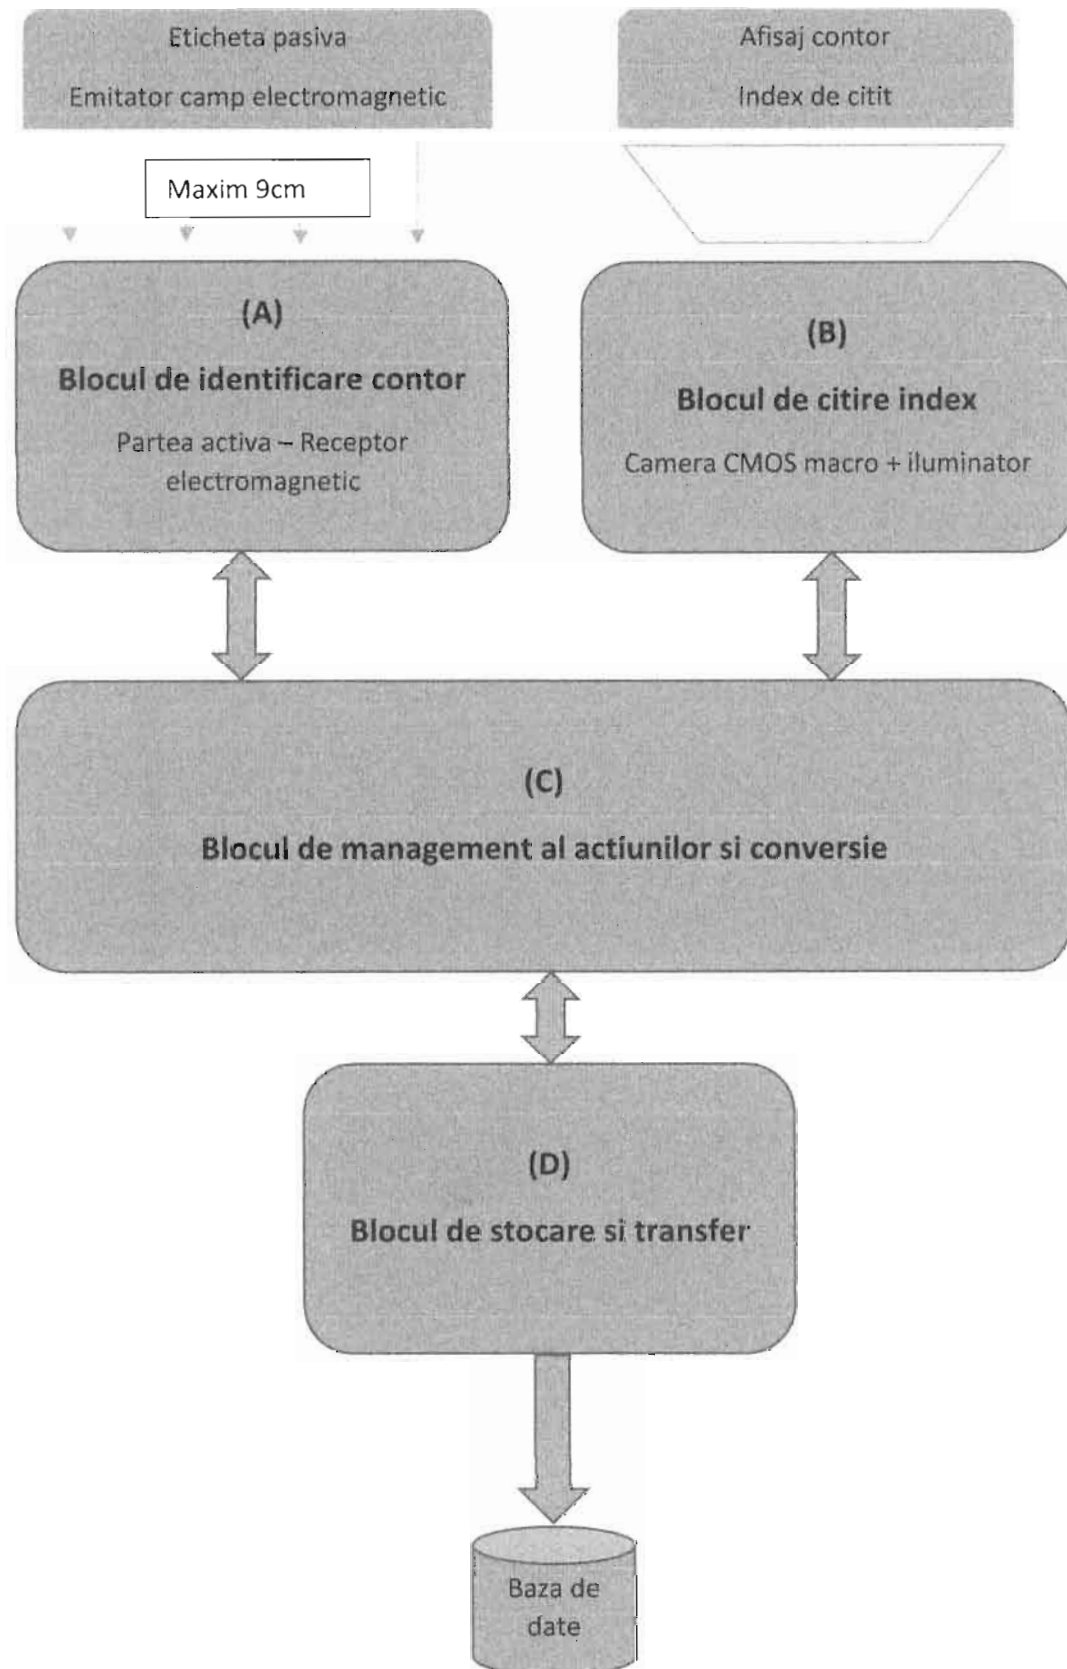 Eticheta pasiva
Emitator camp electromagnetic
Afisaj contor
Index de citit
Maxim 9cm
(A)
Blocul de identificare contor
Partea activa – Receptor
electromagnetic
(B)
Blocul de citire index
Camera CMOS macro + iluminator
(C)
Blocul de management al actiunilor si conversie
(D)
Blocul de stocare si transfer
Baza de
date